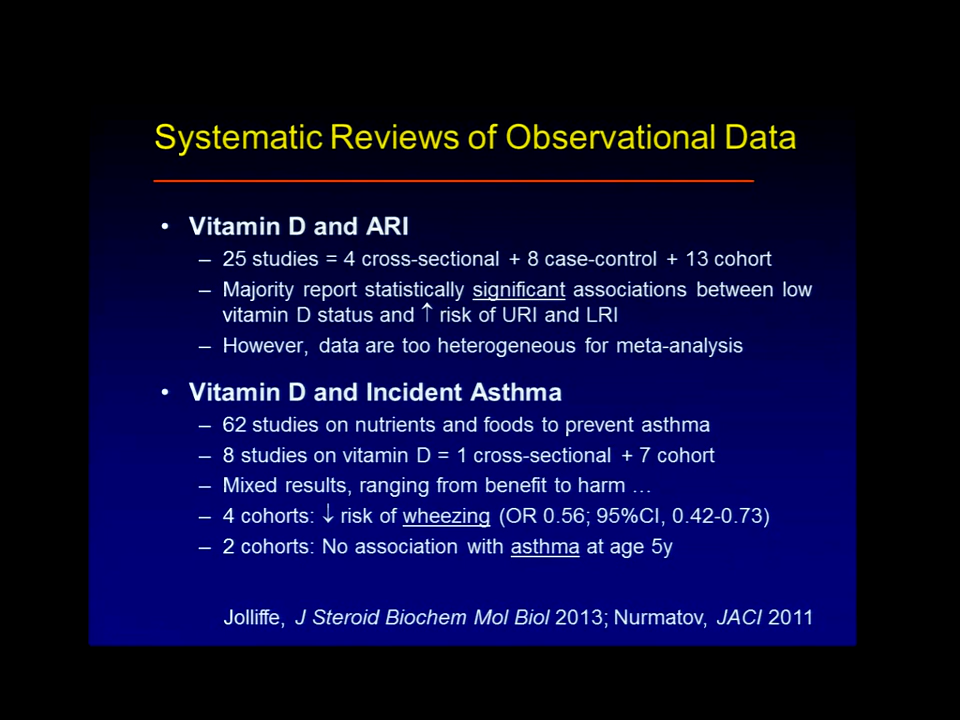 Systematic Reviews of Observational Data
• Vitamin D and ARI
– 25 studies = 4 cross-sectional + 8 case-control + 13 cohort
– Majority report statistically significant associations between low
vitamin D status and ↑ risk of URI and LRI
– However, data are too heterogeneous for meta-analysis
• Vitamin D and Incident Asthma
– 62 studies on nutrients and foods to prevent asthma
– 8 studies on vitamin D = 1 cross-sectional + 7 cohort
– Mixed results, ranging from benefit to harm …
– 4 cohorts: ↓ risk of wheezing (OR 0.56; 95%CI, 0.42-0.73)
– 2 cohorts: No association with asthma at age 5y
Jolliffe, J Steroid Biochem Mol Biol 2013; Nurmatov, JACI 2011